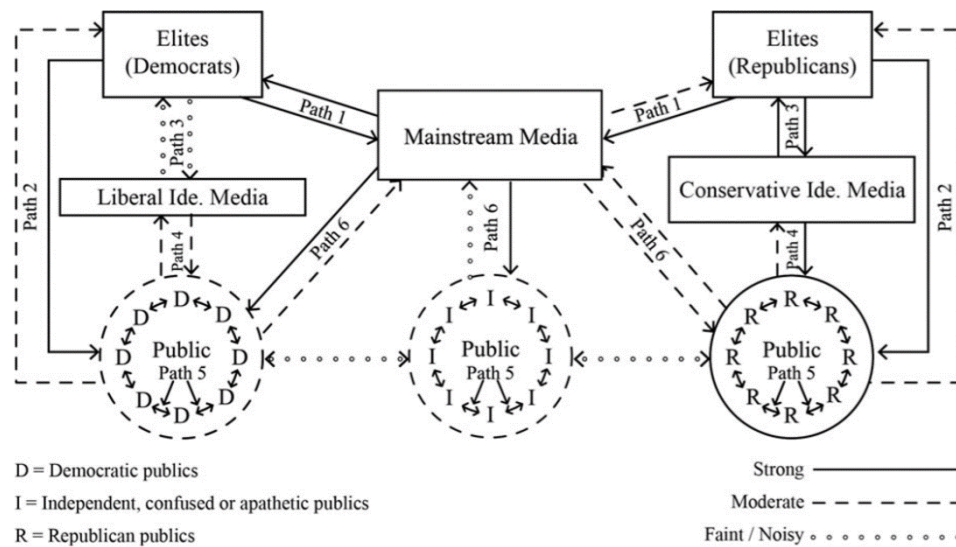 Elites
(Democrats)
Elites
(Republicans)
Path 1
Mainstream Media
Path 1
Path 3
Path 3
Path 2
Liberal Ide. Media
Conservative Ide. Media
Path 2
Path 4
Path 6
Path 6
Path 6
Path 4
D D D D D D D D
Public
Path 5
I I I I I I I I
Public
Path 5
R R R R R R R R
Public
Path 5
D = Democratic publics
I = Independent, confused or apathetic publics
R = Republican publics
Strong
Moderate
Faint / Noisy